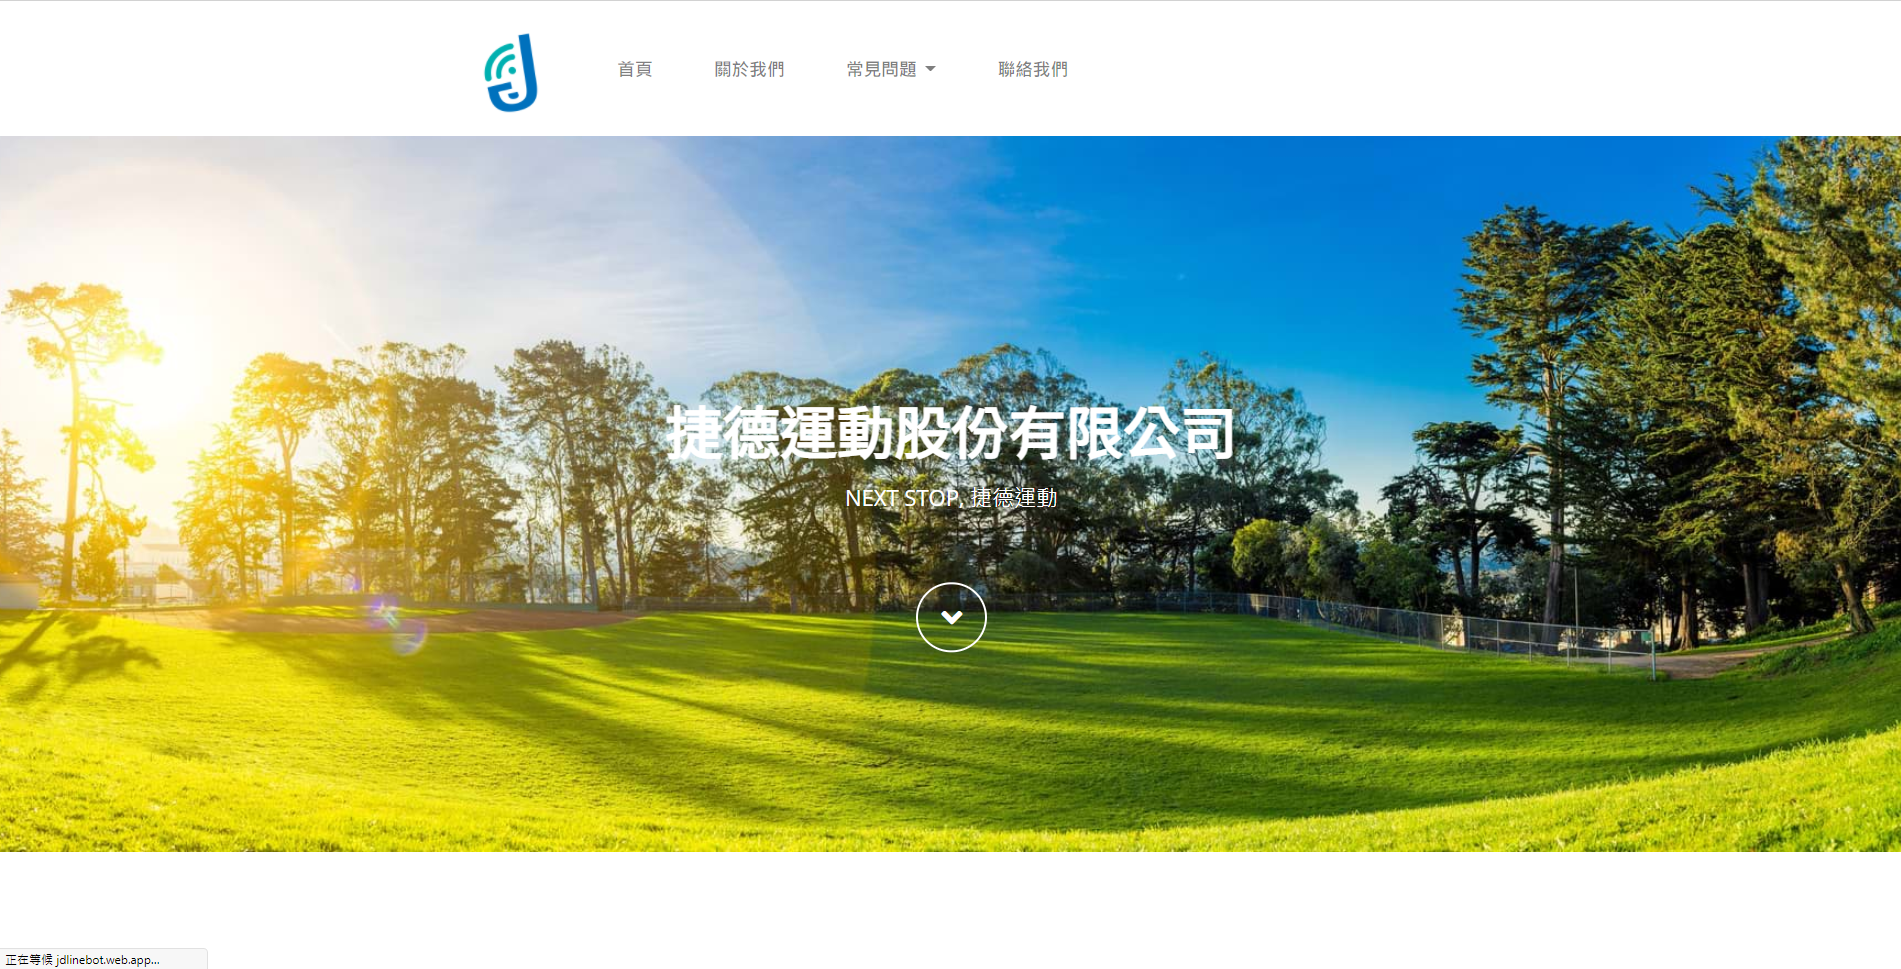 首頁
關於我們
常見問題
聯絡我們
捷德運動股份有限公司
NEXT STOP, 捷德運動
正在等候 jdlinebot.web.app...